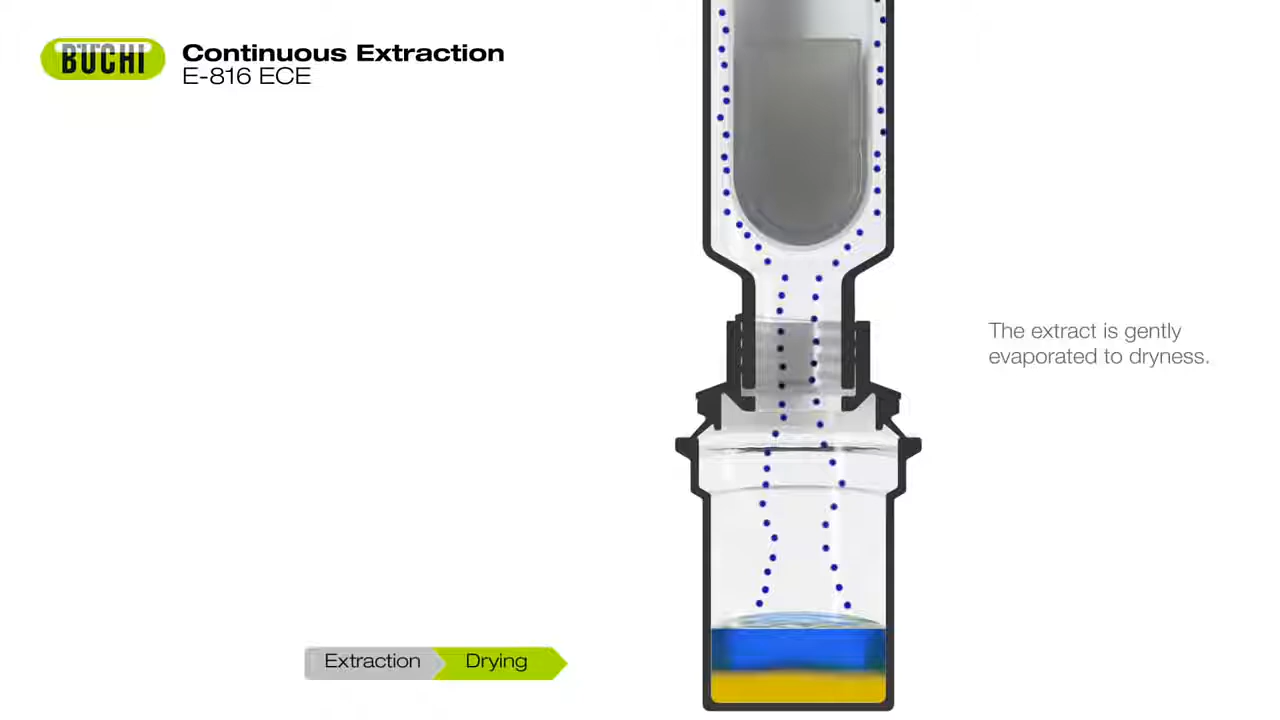 BUCHI
Continuous Extraction
E-816 ECE
The extract is gently
evaporated to dryness.
Extraction
Drying